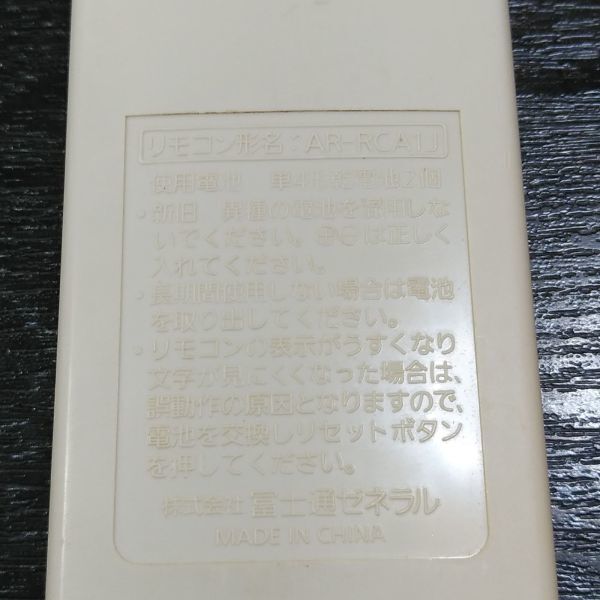 リモコン形名：AR-RCA1J
使用電池　単4形乾電池2個
・新旧　異種の電池を混用しな
いでください。⊕⊖は正しく
入れてください。
・長期間使用しない場合は電池
を取り出してください。
・リモコンの表示がうすくなり
文字が見にくくなった場合は、
誤動作の原因となりますので、
電池を交換しリセットボタン
を押してください。
株式会社 富士通ゼネラル
MADE IN CHINA